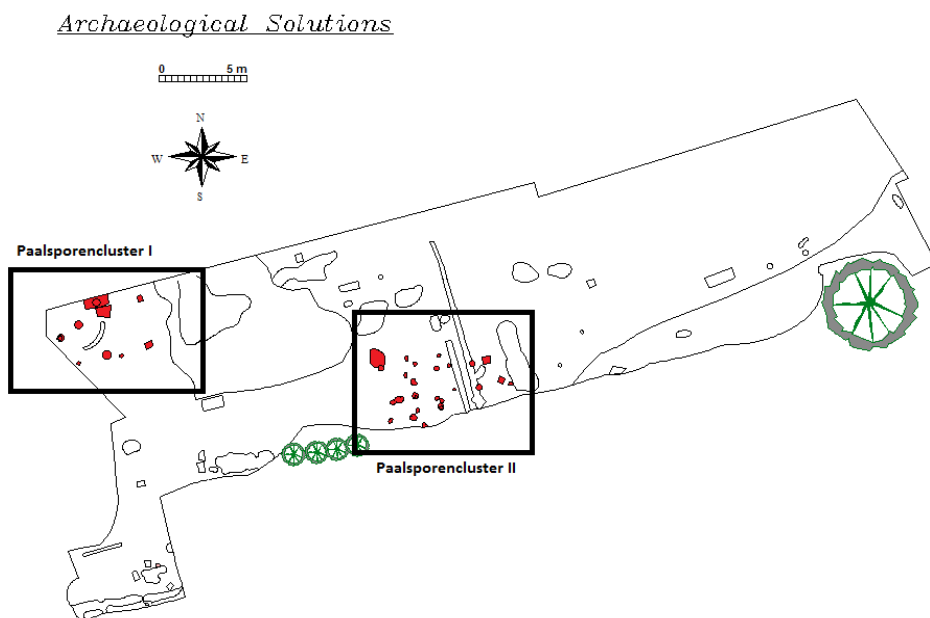 Archaeological Solutions
0 5 m
N
W E
S
Paalsporencluster I
Paalsporencluster II